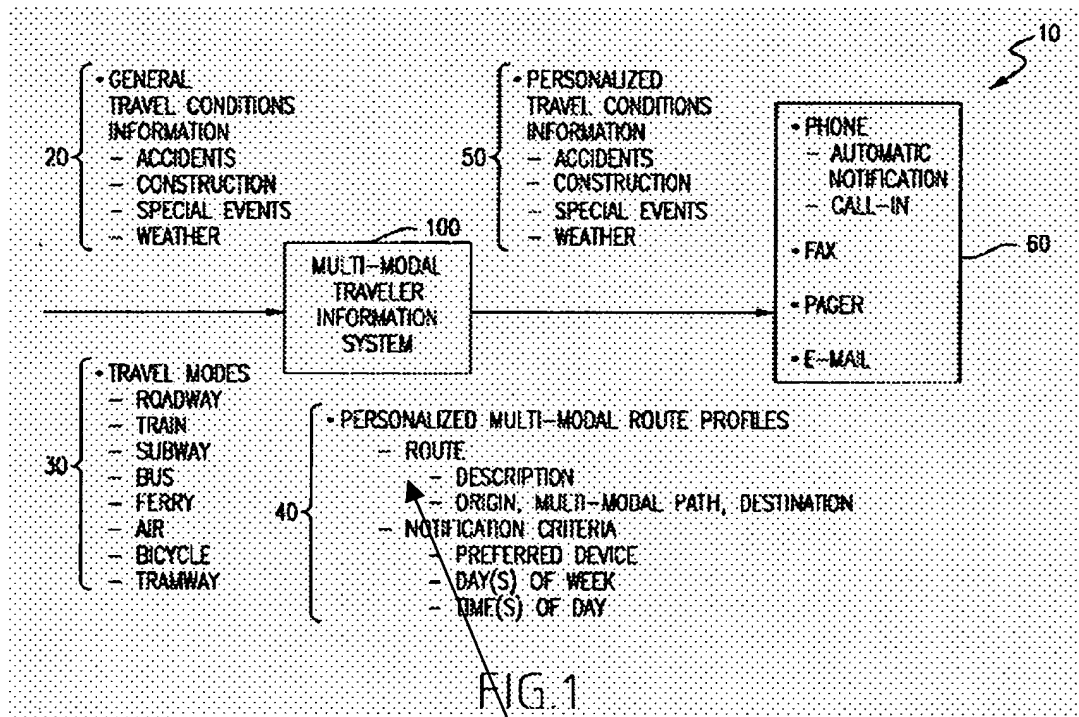 10
20
• GENERAL
TRAVEL CONDITIONS
INFORMATION
– ACCIDENTS
– CONSTRUCTION
– SPECIAL EVENTS
– WEATHER
50
• PERSONALIZED
TRAVEL CONDITIONS
INFORMATION
– ACCIDENTS
– CONSTRUCTION
– SPECIAL EVENTS
– WEATHER
60
• PHONE
– AUTOMATIC
NOTIFICATION
– CALL-IN
• FAX
• PAGER
• E-MAIL
100
MULTI-MODAL
TRAVELER
INFORMATION
SYSTEM
30
• TRAVEL MODES
– ROADWAY
– TRAIN
– SUBWAY
– BUS
– FERRY
– AIR
– BICYCLE
– TRAMWAY
40
• PERSONALIZED MULTI-MODAL ROUTE PROFILES
– ROUTE
– DESCRIPTION
– ORIGIN, MULTI-MODAL PATH, DESTINATION
– NOTIFICATION CRITERIA
– PREFERRED DEVICE
– DAY(S) OF WEEK
– TIME(S) OF DAY
FIG.1